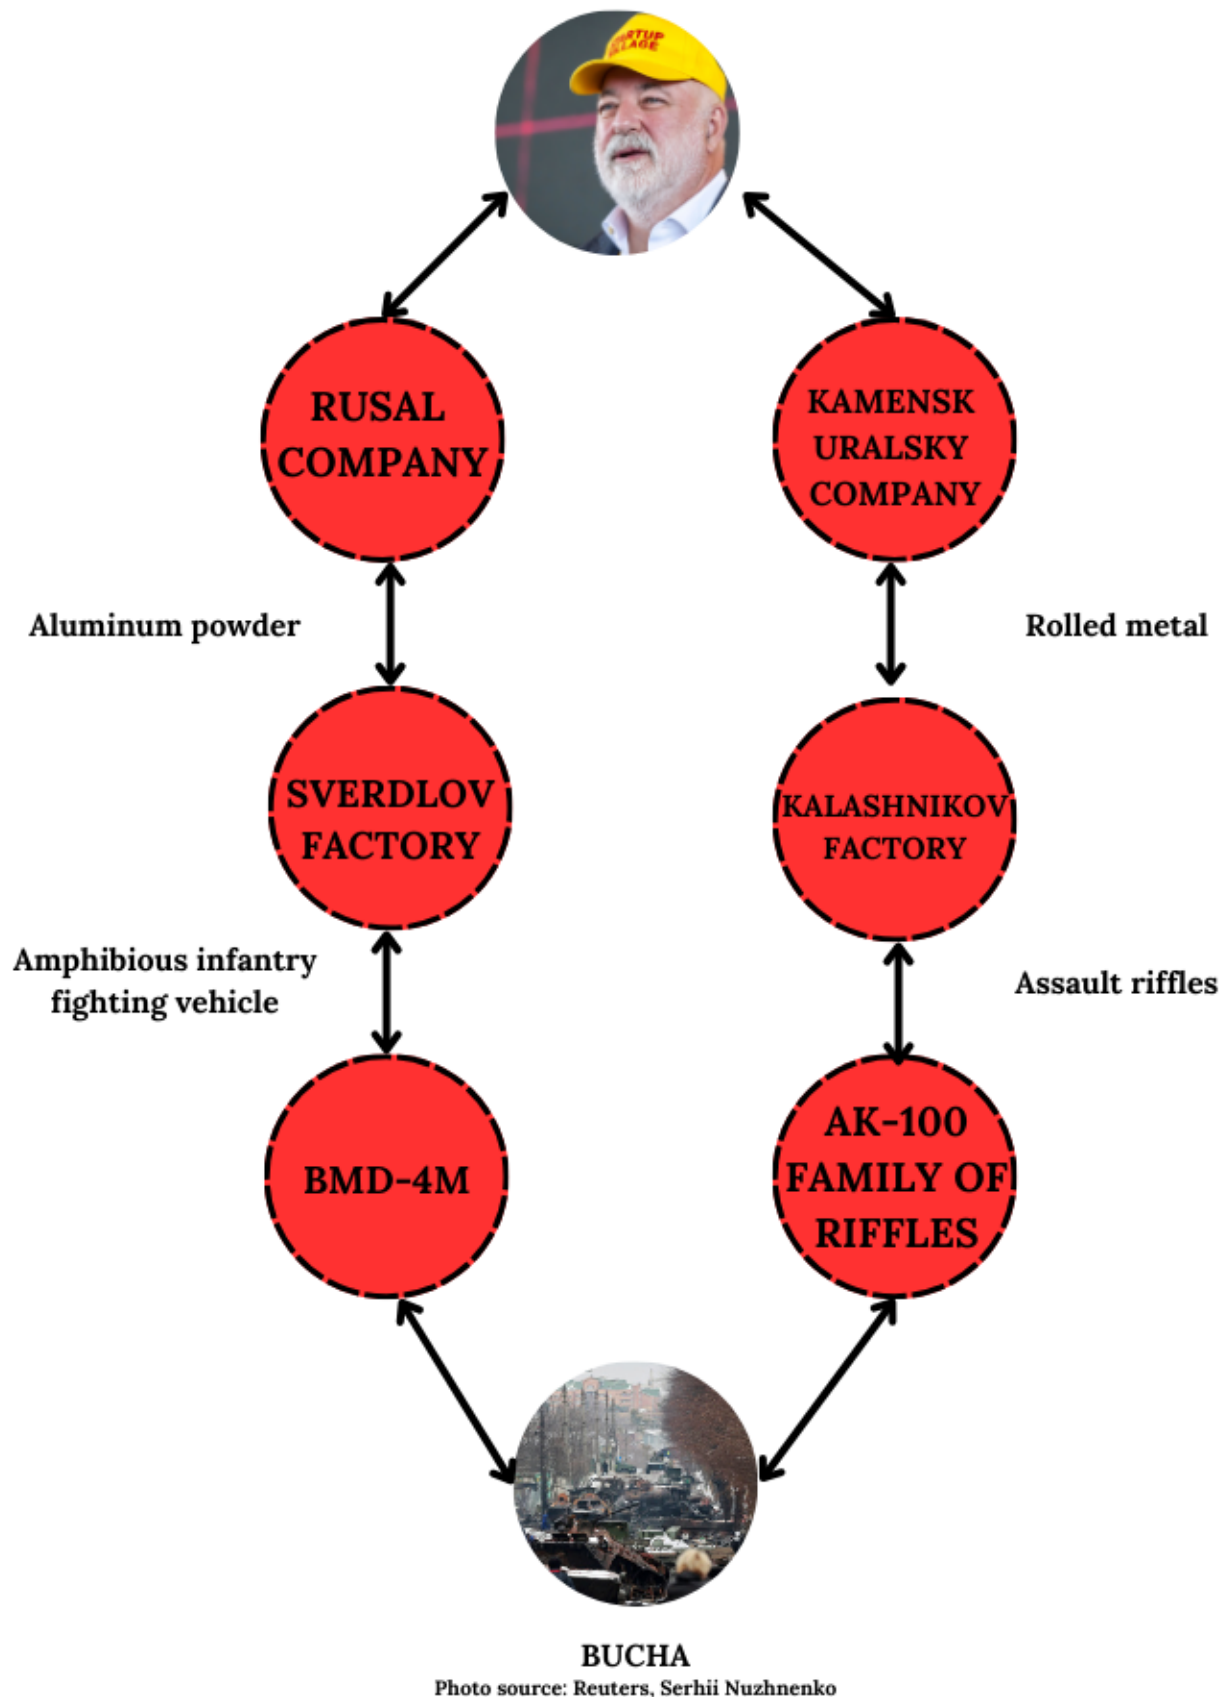 STARTUP
VILLAGE
RUSAL
COMPANY
KAMENSK
URALSKY
COMPANY
Aluminum powder
Rolled metal
SVERDLOV
FACTORY
KALASHNIKOV
FACTORY
Amphibious infantry
fighting vehicle
Assault riffles
BMD-4M
AK-100
FAMILY OF
RIFFLES
BUCHA
Photo source: Reuters, Serhii Nuzhnenko